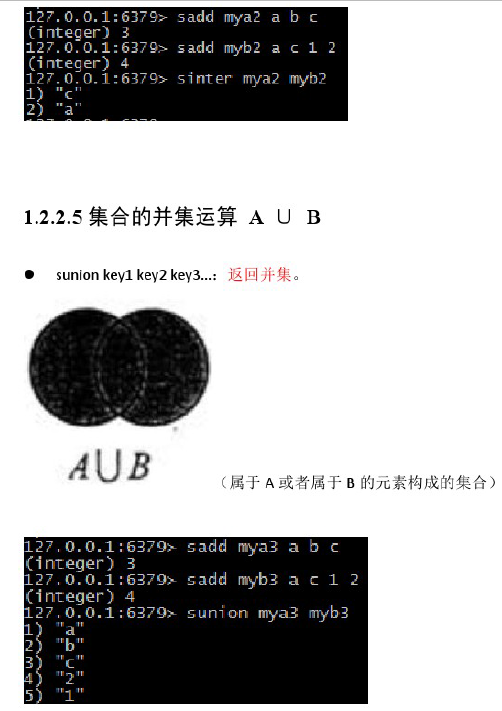 127.0.0.1:6379> sadd mya2 a b c
(integer) 3
127.0.0.1:6379> sadd myb2 a c 1 2
(integer) 4
127.0.0.1:6379> sinter mya2 myb2
1) "c"
2) "a"
1.2.2.5 集合的并集运算 A ∪ B
● sunion key1 key2 key3...：返回并集。
A∪B
（属于 A 或者属于 B 的元素构成的集合）
127.0.0.1:6379> sadd mya3 a b c
(integer) 3
127.0.0.1:6379> sadd myb3 a c 1 2
(integer) 4
127.0.0.1:6379> sunion mya3 myb3
1) "a"
2) "b"
3) "c"
4) "2"
5) "1"